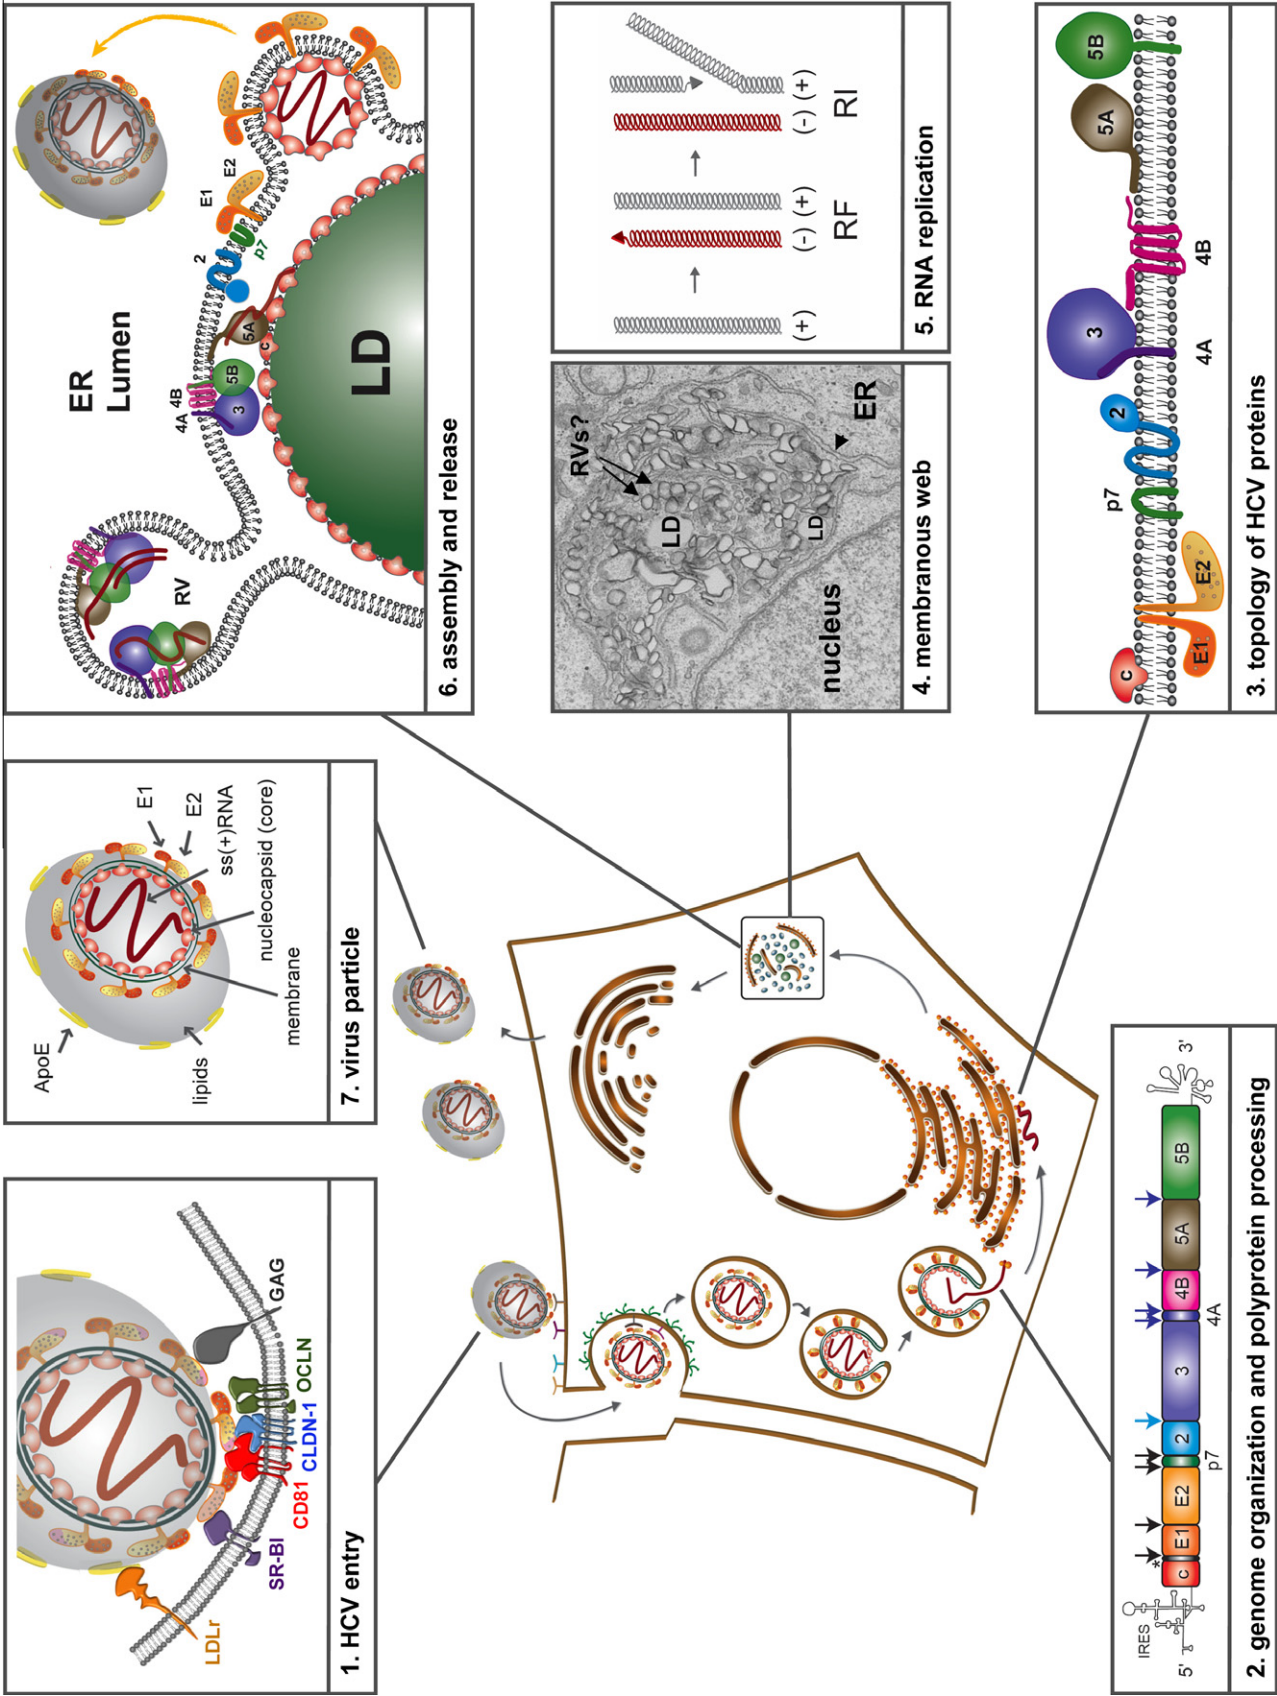 LDLr
SR-BI
CD81
CLDN-1
OCLN
GAG
1. HCV entry
ApoE
lipids
E1
E2
ss(+)RNA
nucleocapsid (core)
membrane
7. virus particle
ER
Lumen
RV
4A
4B
3
5B
5A
c
2
p7
E1
E2
LD
6. assembly and release
(+)
(-)
(+)
RF
(-)
(+)
RI
5. RNA replication
RVs?
LD
LD
ER
nucleus
4. membranous web
c
E1
E2
p7
2
3
4A
4B
5A
5B
3. topology of HCV proteins
IRES
5'
*
c
E1
E2
p7
2
3
4A
4B
5A
5B
3'
2. genome organization and polyprotein processing